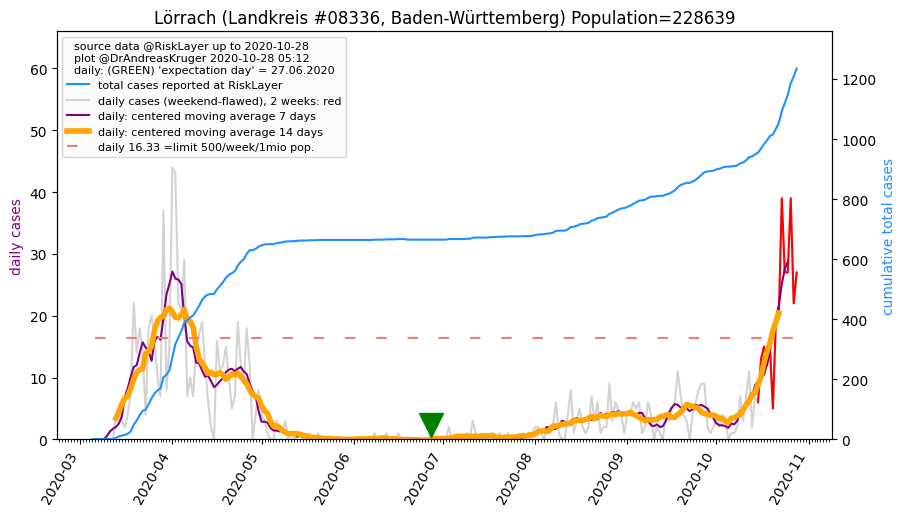 Lörrach (Landkreis #08336, Baden-Württemberg) Population=228639
source data @RiskLayer up to 2020-10-28
plot @DrAndreasKruger 2020-10-28 05:12
daily: (GREEN) 'expectation day' = 27.06.2020
total cases reported at RiskLayer
daily cases (weekend-flawed), 2 weeks: red
daily: centered moving average 7 days
daily: centered moving average 14 days
daily 16.33 =limit 500/week/1mio pop.
daily cases
60
50
40
30
20
10
0
cumulative total cases
1200
1000
800
600
400
200
0
2020-03
2020-04
2020-05
2020-06
2020-07
2020-08
2020-09
2020-10
2020-11